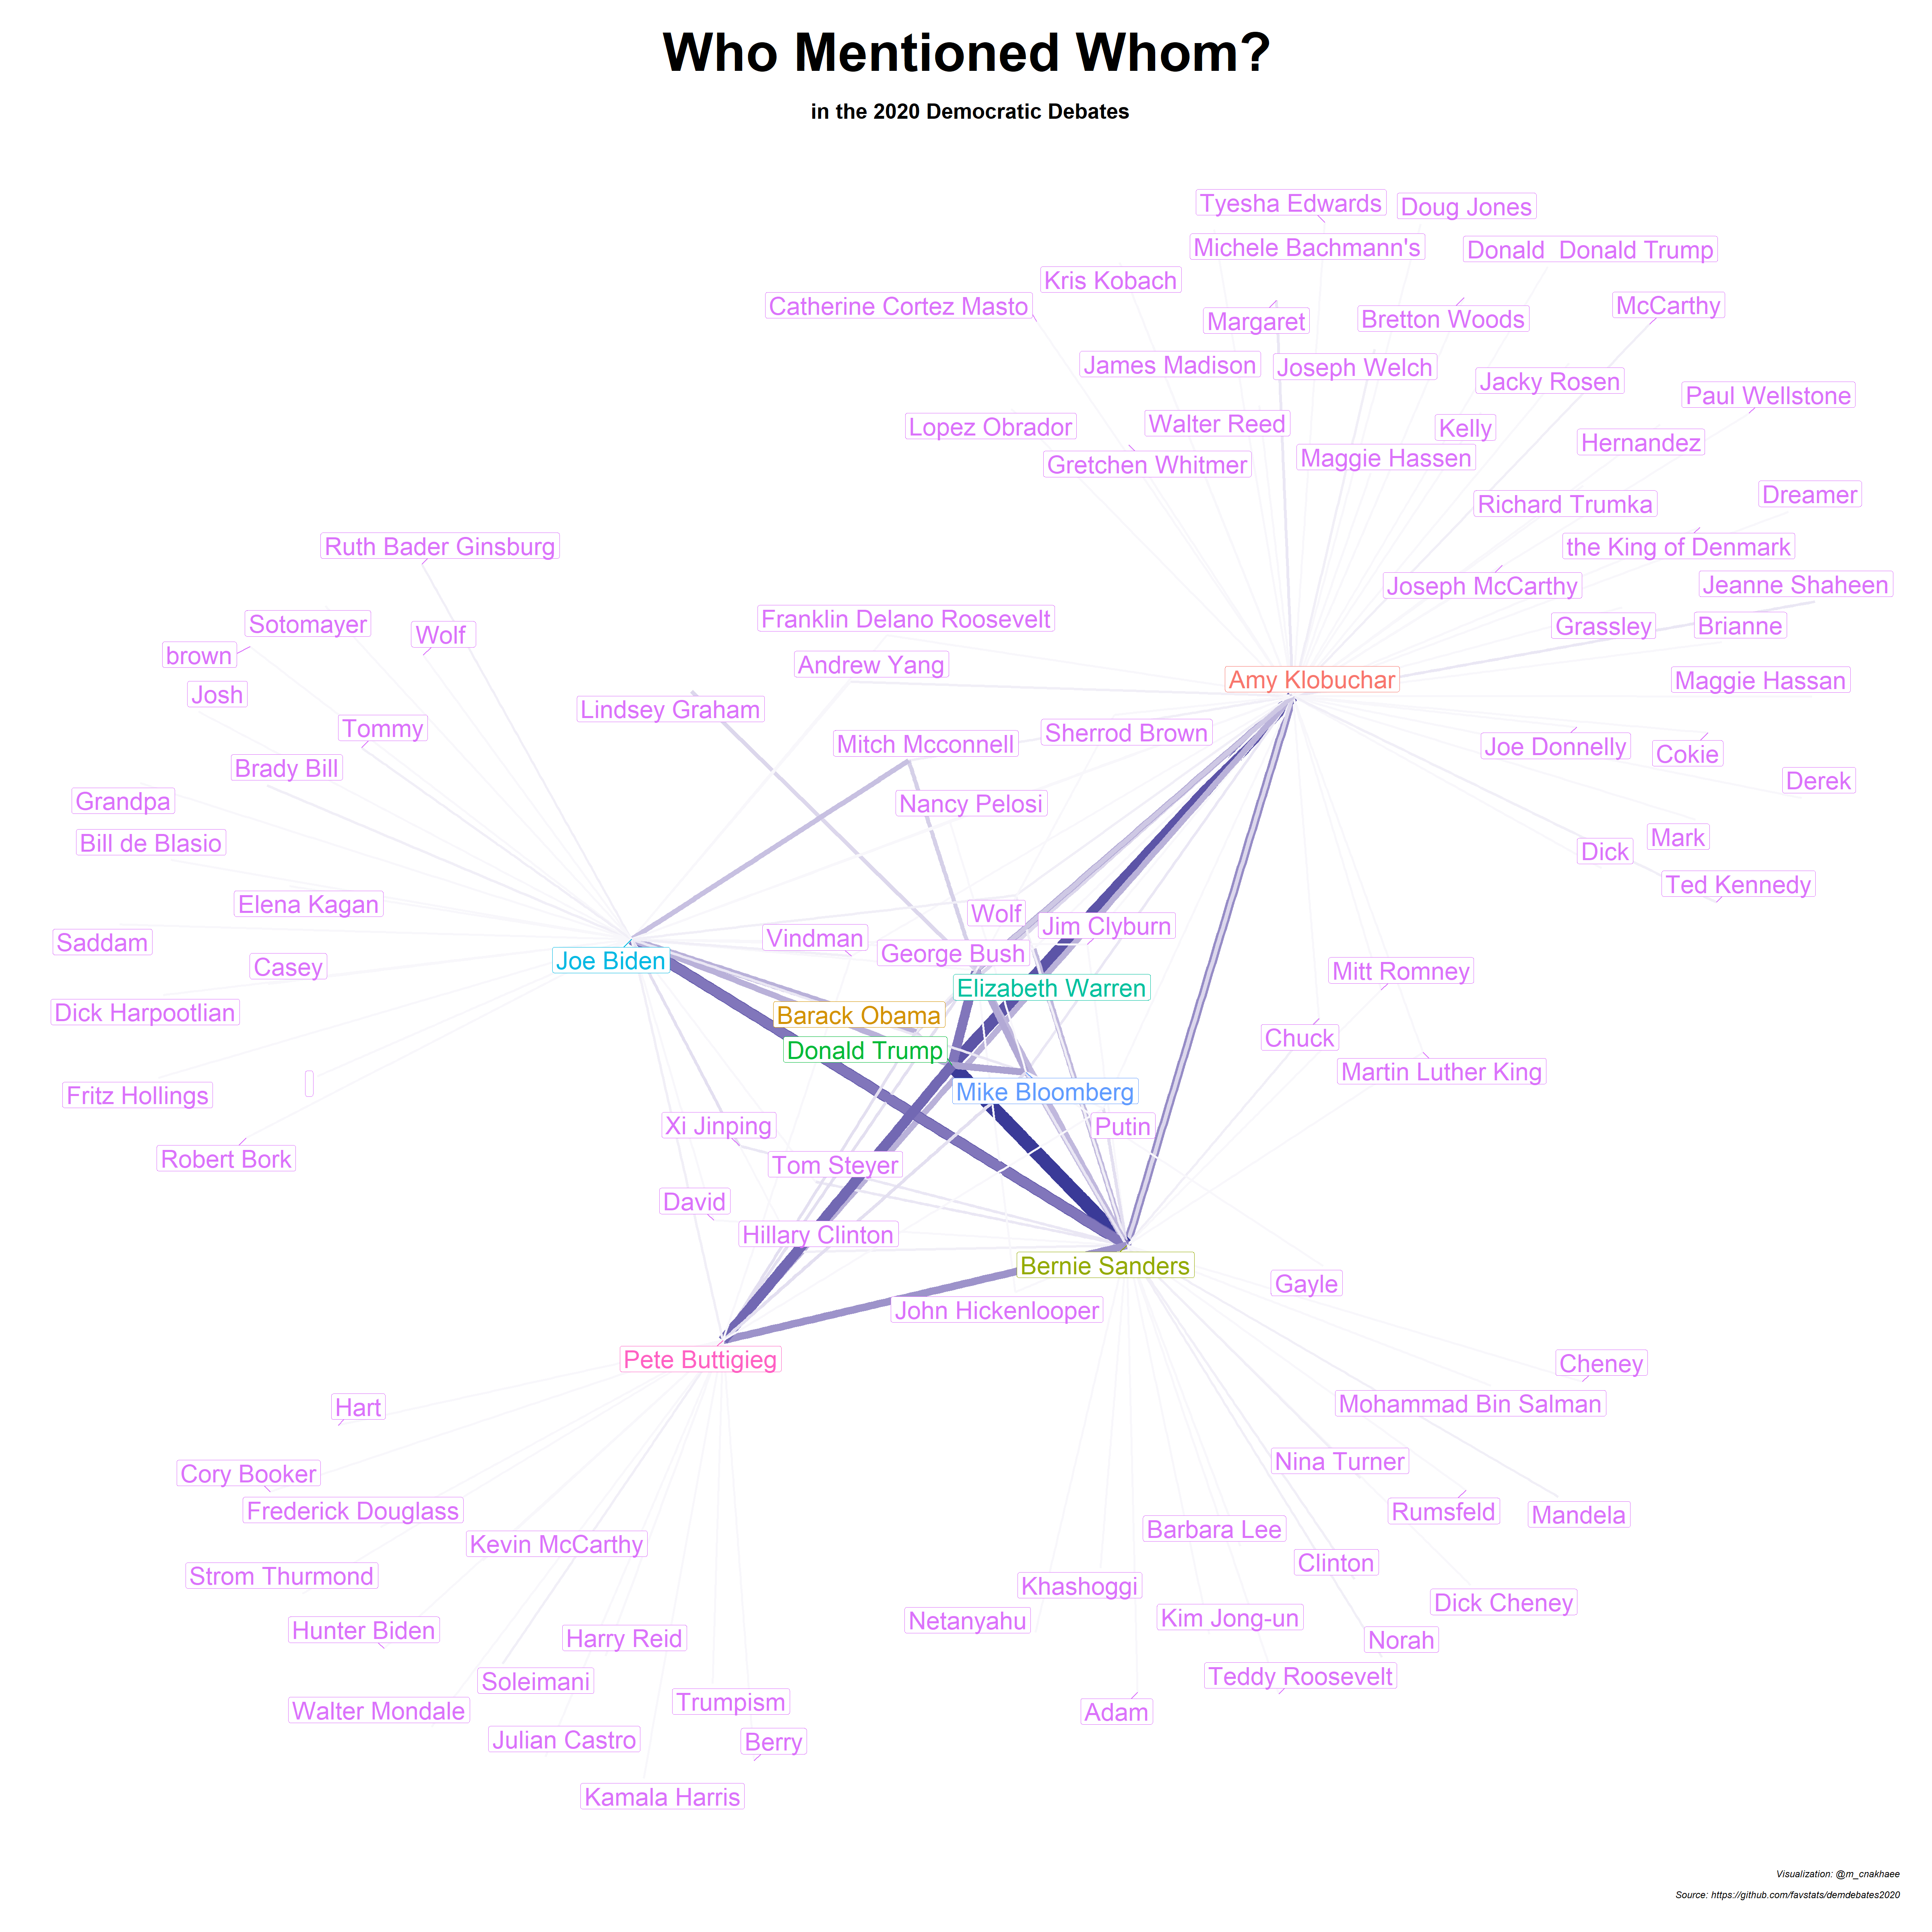 Who Mentioned Whom?
in the 2020 Democratic Debates
Tyesha Edwards
Doug Jones
Michele Bachmann's
Donald  Donald Trump
Kris Kobach
Catherine Cortez Masto
Margaret
Bretton Woods
McCarthy
James Madison
Joseph Welch
Jacky Rosen
Paul Wellstone
Lopez Obrador
Walter Reed
Kelly
Hernandez
Gretchen Whitmer
Maggie Hassen
Richard Trumka
Dreamer
Ruth Bader Ginsburg
the King of Denmark
Joseph McCarthy
Jeanne Shaheen
Sotomayer
Wolf
Franklin Delano Roosevelt
Grassley
Brianne
brown
Andrew Yang
Amy Klobuchar
Maggie Hassan
Josh
Lindsey Graham
Tommy
Mitch Mcconnell
Sherrod Brown
Joe Donnelly
Cokie
Brady Bill
Derek
Grandpa
Nancy Pelosi
Bill de Blasio
Mark
Dick
Ted Kennedy
Elena Kagan
Wolf
Jim Clyburn
Saddam
Vindman
George Bush
Joe Biden
Casey
Mitt Romney
Elizabeth Warren
Dick Harpootlian
Barack Obama
Chuck
Donald Trump
Martin Luther King
Fritz Hollings
Mike Bloomberg
Xi Jinping
Putin
Robert Bork
Tom Steyer
David
Hillary Clinton
Bernie Sanders
Gayle
John Hickenlooper
Pete Buttigieg
Cheney
Hart
Mohammad Bin Salman
Cory Booker
Nina Turner
Frederick Douglass
Rumsfeld
Mandela
Kevin McCarthy
Barbara Lee
Strom Thurmond
Clinton
Khashoggi
Dick Cheney
Hunter Biden
Netanyahu
Kim Jong-un
Harry Reid
Norah
Soleimani
Teddy Roosevelt
Walter Mondale
Trumpism
Adam
Julian Castro
Berry
Kamala Harris
Visualization: @m_cnakhaee
Source: https://github.com/favstats/demdebates2020